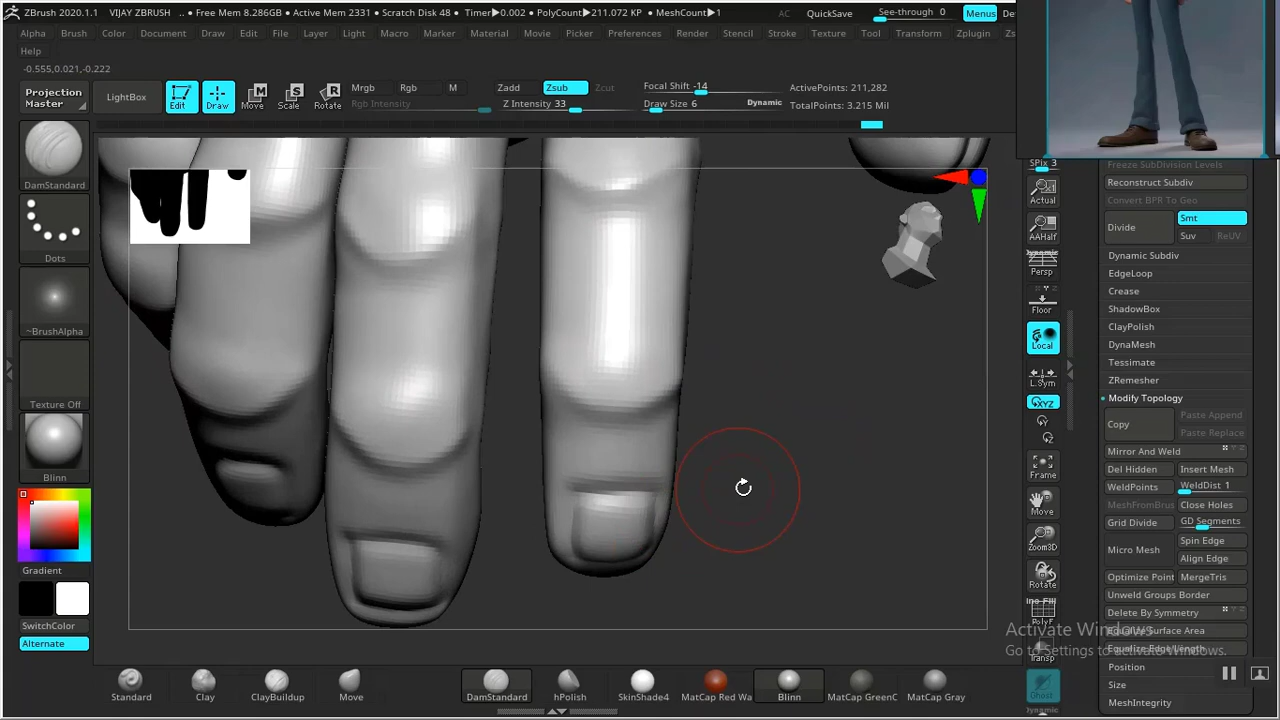 ZBrush 2020.1.1 VIJAY ZBRUSH .. • Free Mem 8.286GB • Active Mem 2331 • Scratch Disk 48 • Timer▶0.002 • PolyCount▶211.072 KP • MeshCount▶1 AC QuickSave See-through 0 Menus De
Alpha Brush Color Document Draw Edit File Layer Light Macro Marker Material Movie Picker Preferences Render Stencil Stroke Texture Tool Transform Zplugin Zs
Help
-0.555,0.021,-0.222
Projection Master
LightBox
Edit
Draw
Move
Scale
Rotate
Mrgb Rgb M
Rgb Intensity
Zadd Zsub Zcut
Z Intensity 33
Focal Shift -14
Draw Size 6 Dynamic
ActivePoints: 211,282
TotalPoints: 3.215 Mil
DamStandard
Dots
~BrushAlpha
Texture Off
Blinn
Gradient
SwitchColor
Alternate
SPix 3
Actual
AAHalf
Dynamic
Persp
Floor
Local
L.Sym
XYZ
Frame
Move
Zoom3D
Rotate
PolyF
Transp
Ghost
Dynamic
Freeze SubDivision Levels
Reconstruct Subdiv
Convert BPR To Geo
Divide Smt
Suv ReUV
Dynamic Subdiv
EdgeLoop
Crease
ShadowBox
ClayPolish
DynaMesh
Tessimate
ZRemesher
Modify Topology
Copy Paste Append
Paste Replace
Mirror And Weld
Del Hidden Insert Mesh
WeldPoints WeldDist 1
MeshFromBrus Close Holes
Grid Divide GD Segments
Micro Mesh Spin Edge
Align Edge
Optimize Point MergeTris
Unweld Groups Border
Delete By Symmetry
Equalize Surface Area
Equalize Edge Length
Position
Size
MeshIntegrity
Activate Windows
Go to Settings to activate Windows.
Standard Clay ClayBuildup Move DamStandard hPolish SkinShade4 MatCap Red Wa Blinn MatCap GreenC MatCap Gray